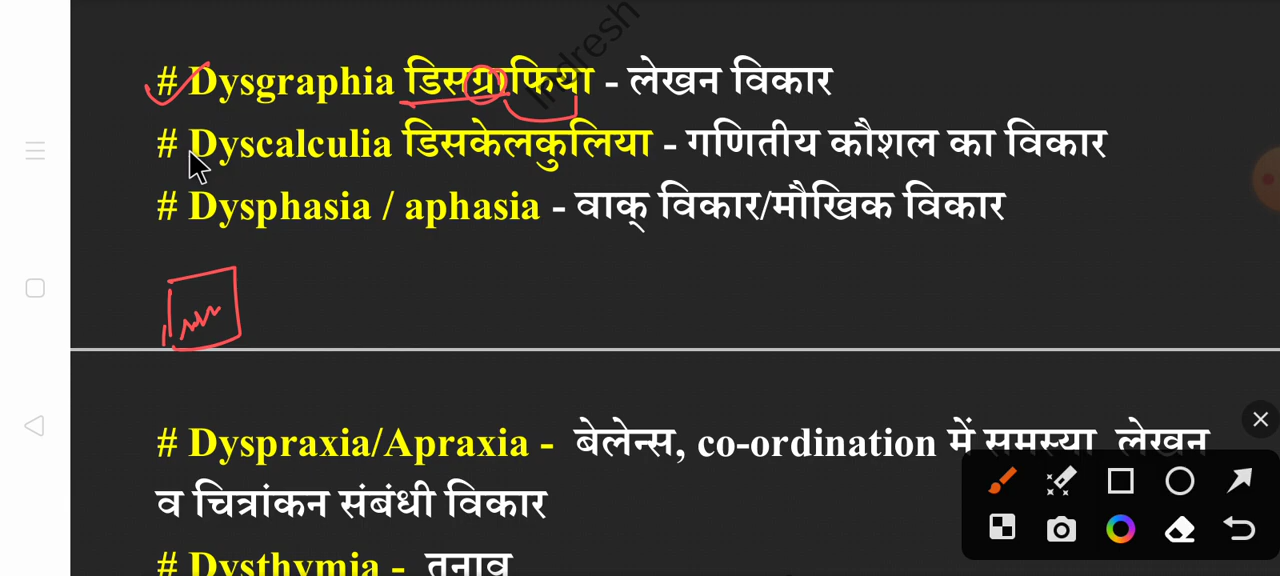 Indresh
# Dysgraphia डिसग्राफिया - लेखन विकार
# Dyscalculia डिसकेलकुलिया - गणितीय कौशल का विकार
# Dysphasia / aphasia - वाक् विकार/मौखिक विकार
# Dyspraxia/Apraxia - बेलेन्स, co-ordination में समस्या लेखन
व चित्रांकन संबंधी विकार
# Dysthymia - तनाव